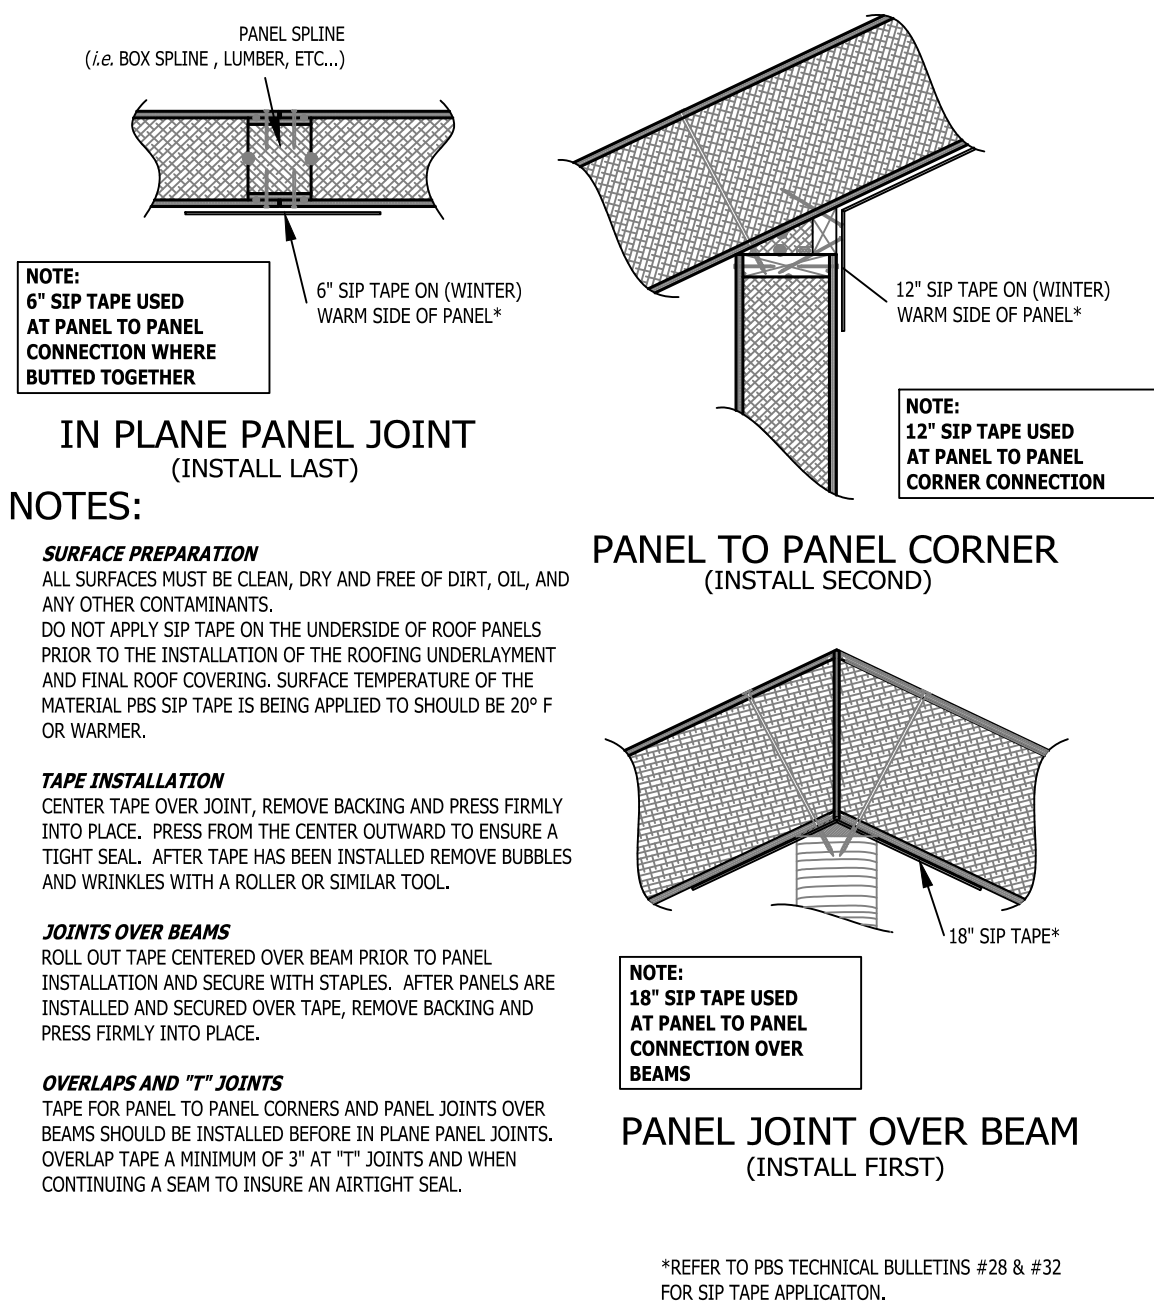 PANEL SPLINE
(i.e. BOX SPLINE , LUMBER, ETC...)
6" SIP TAPE ON (WINTER)
WARM SIDE OF PANEL*
NOTE:
6" SIP TAPE USED
AT PANEL TO PANEL
CONNECTION WHERE
BUTTED TOGETHER
IN PLANE PANEL JOINT
(INSTALL LAST)
12" SIP TAPE ON (WINTER)
WARM SIDE OF PANEL*
NOTE:
12" SIP TAPE USED
AT PANEL TO PANEL
CORNER CONNECTION
PANEL TO PANEL CORNER
(INSTALL SECOND)
NOTES:
SURFACE PREPARATION
ALL SURFACES MUST BE CLEAN, DRY AND FREE OF DIRT, OIL, AND
ANY OTHER CONTAMINANTS.
DO NOT APPLY SIP TAPE ON THE UNDERSIDE OF ROOF PANELS
PRIOR TO THE INSTALLATION OF THE ROOFING UNDERLAYMENT
AND FINAL ROOF COVERING. SURFACE TEMPERATURE OF THE
MATERIAL PBS SIP TAPE IS BEING APPLIED TO SHOULD BE 20° F
OR WARMER.
TAPE INSTALLATION
CENTER TAPE OVER JOINT, REMOVE BACKING AND PRESS FIRMLY
INTO PLACE. PRESS FROM THE CENTER OUTWARD TO ENSURE A
TIGHT SEAL. AFTER TAPE HAS BEEN INSTALLED REMOVE BUBBLES
AND WRINKLES WITH A ROLLER OR SIMILAR TOOL.
JOINTS OVER BEAMS
ROLL OUT TAPE CENTERED OVER BEAM PRIOR TO PANEL
INSTALLATION AND SECURE WITH STAPLES. AFTER PANELS ARE
INSTALLED AND SECURED OVER TAPE, REMOVE BACKING AND
PRESS FIRMLY INTO PLACE.
OVERLAPS AND "T" JOINTS
TAPE FOR PANEL TO PANEL CORNERS AND PANEL JOINTS OVER
BEAMS SHOULD BE INSTALLED BEFORE IN PLANE PANEL JOINTS.
OVERLAP TAPE A MINIMUM OF 3" AT "T" JOINTS AND WHEN
CONTINUING A SEAM TO INSURE AN AIRTIGHT SEAL.
18" SIP TAPE*
NOTE:
18" SIP TAPE USED
AT PANEL TO PANEL
CONNECTION OVER
BEAMS
PANEL JOINT OVER BEAM
(INSTALL FIRST)
*REFER TO PBS TECHNICAL BULLETINS #28 & #32
FOR SIP TAPE APPLICAITON.